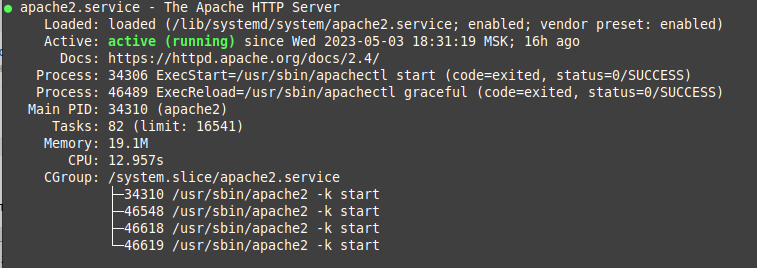 ● apache2.service - The Apache HTTP Server
Loaded: loaded (/lib/systemd/system/apache2.service; enabled; vendor preset: enabled)
Active: active (running) since Wed 2023-05-03 18:31:19 MSK; 16h ago
Docs: https://httpd.apache.org/docs/2.4/
Process: 34306 ExecStart=/usr/sbin/apachectl start (code=exited, status=0/SUCCESS)
Process: 46489 ExecReload=/usr/sbin/apachectl graceful (code=exited, status=0/SUCCESS)
Main PID: 34310 (apache2)
Tasks: 82 (limit: 16541)
Memory: 19.1M
CPU: 12.957s
CGroup: /system.slice/apache2.service
├─34310 /usr/sbin/apache2 -k start
├─46548 /usr/sbin/apache2 -k start
├─46618 /usr/sbin/apache2 -k start
└─46619 /usr/sbin/apache2 -k start